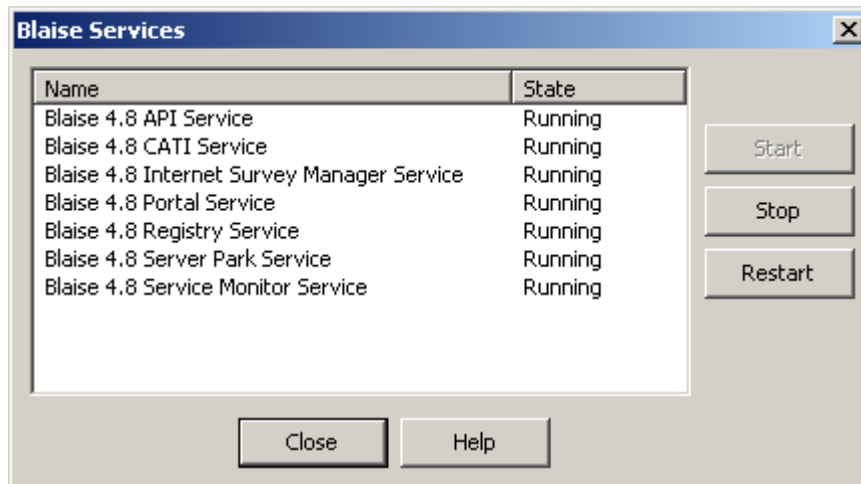 Blaise Services
Name State
Blaise 4.8 API Service Running
Blaise 4.8 CATI Service Running
Blaise 4.8 Internet Survey Manager Service Running
Blaise 4.8 Portal Service Running
Blaise 4.8 Registry Service Running
Blaise 4.8 Server Park Service Running
Blaise 4.8 Service Monitor Service Running
Start
Stop
Restart
Close Help